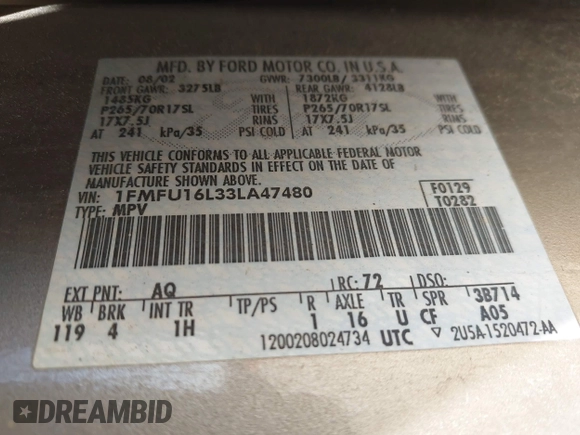 MFD. BY FORD MOTOR CO. IN U.S.A.
DATE: 08/02 GVWR: 7300LB/ 3311KG
FRONT GAWR: 3275LB REAR GAWR: 4128LB
1485KG WITH 1872KG WITH
P265/70R17SL TIRES P265/70R17SL TIRES
17X7.5J RIMS 17X7.5J RIMS
AT 241 kPa/35 PSI COLD AT 241 kPa/35 PSI COLD
THIS VEHICLE CONFORMS TO ALL APPLICABLE FEDERAL MOTOR
VEHICLE SAFETY STANDARDS IN EFFECT ON THE DATE OF
MANUFACTURE SHOWN ABOVE.
VIN: 1FMFU16L33LA47480 F0129
TYPE: MPV T0282
EXT PNT: AQ RC: 72 DSO:
WB BRK INT TR TP/PS R AXLE TR SPR 3B714
119 4 1H 1 16 U CF A05
1200208024734 UTC ▽ 2U5A-1520472-AA
DREAMBID